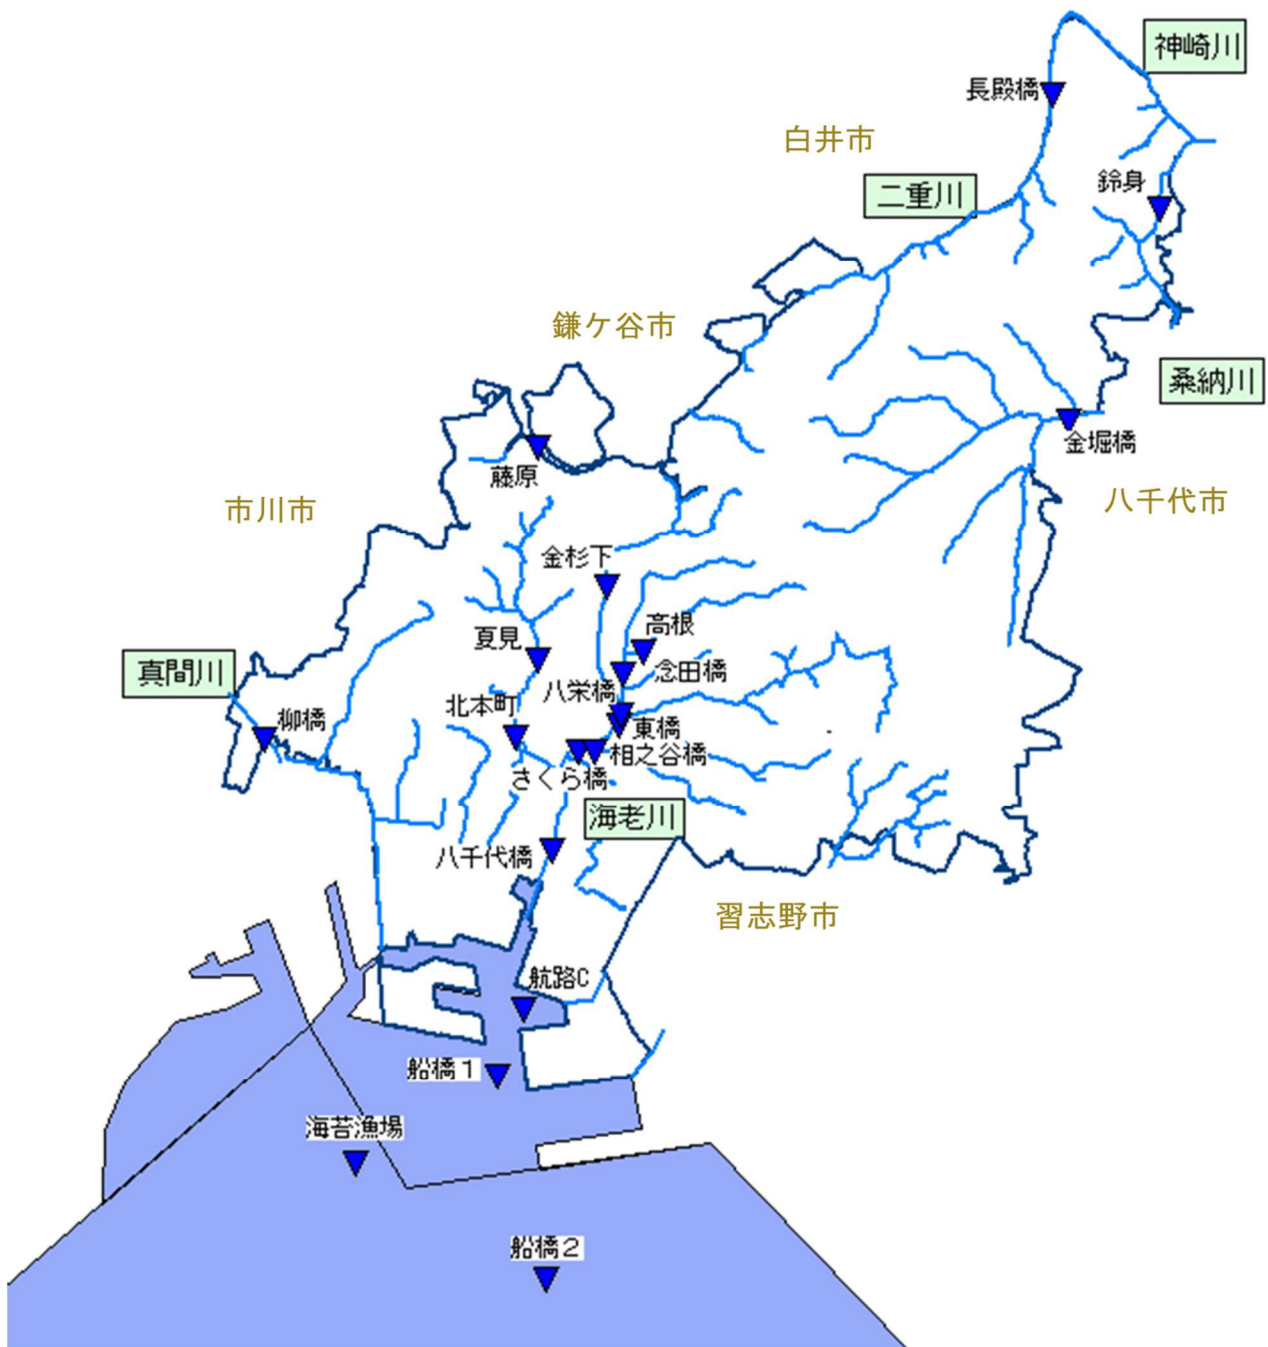 神崎川
長殿橋
白井市
鈴身
二重川
鎌ケ谷市
桑納川
金堀橋
藤原
八千代市
市川市
金杉下
高根
夏見
念田橋
真間川
八栄橋
北本町
柳橋
東橋
相之谷橋
さくら橋
海老川
八千代橋
習志野市
航路C
船橋1
海苔漁場
船橋2